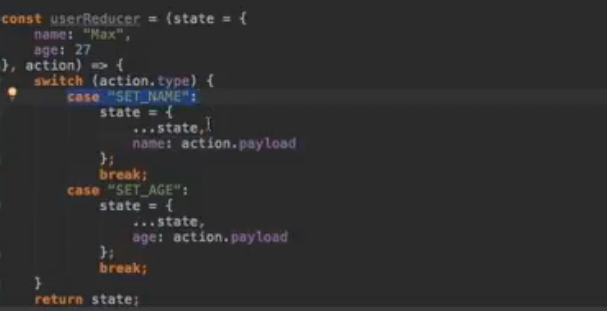 const userReducer = (state = {
name: "Max",
age: 27
}, action) => {
switch (action.type) {
case "SET_NAME":
state = {
...state,
name: action.payload
};
break;
case "SET_AGE":
state = {
...state,
age: action.payload
};
break;
}
return state;